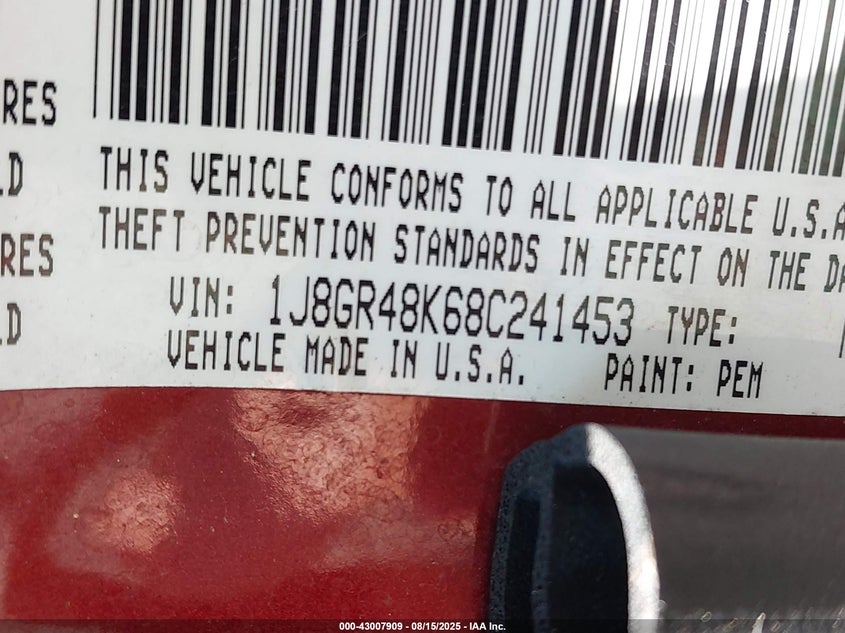 RES
LD
RES
LD
THIS VEHICLE CONFORMS TO ALL APPLICABLE U.S.A
THEFT PREVENTION STANDARDS IN EFFECT ON THE DA
VIN: 1J8GR48K68C241453 TYPE:
VEHICLE MADE IN U.S.A. PAINT: PEM
000-43007909 - 08/15/2025 - IAA Inc.